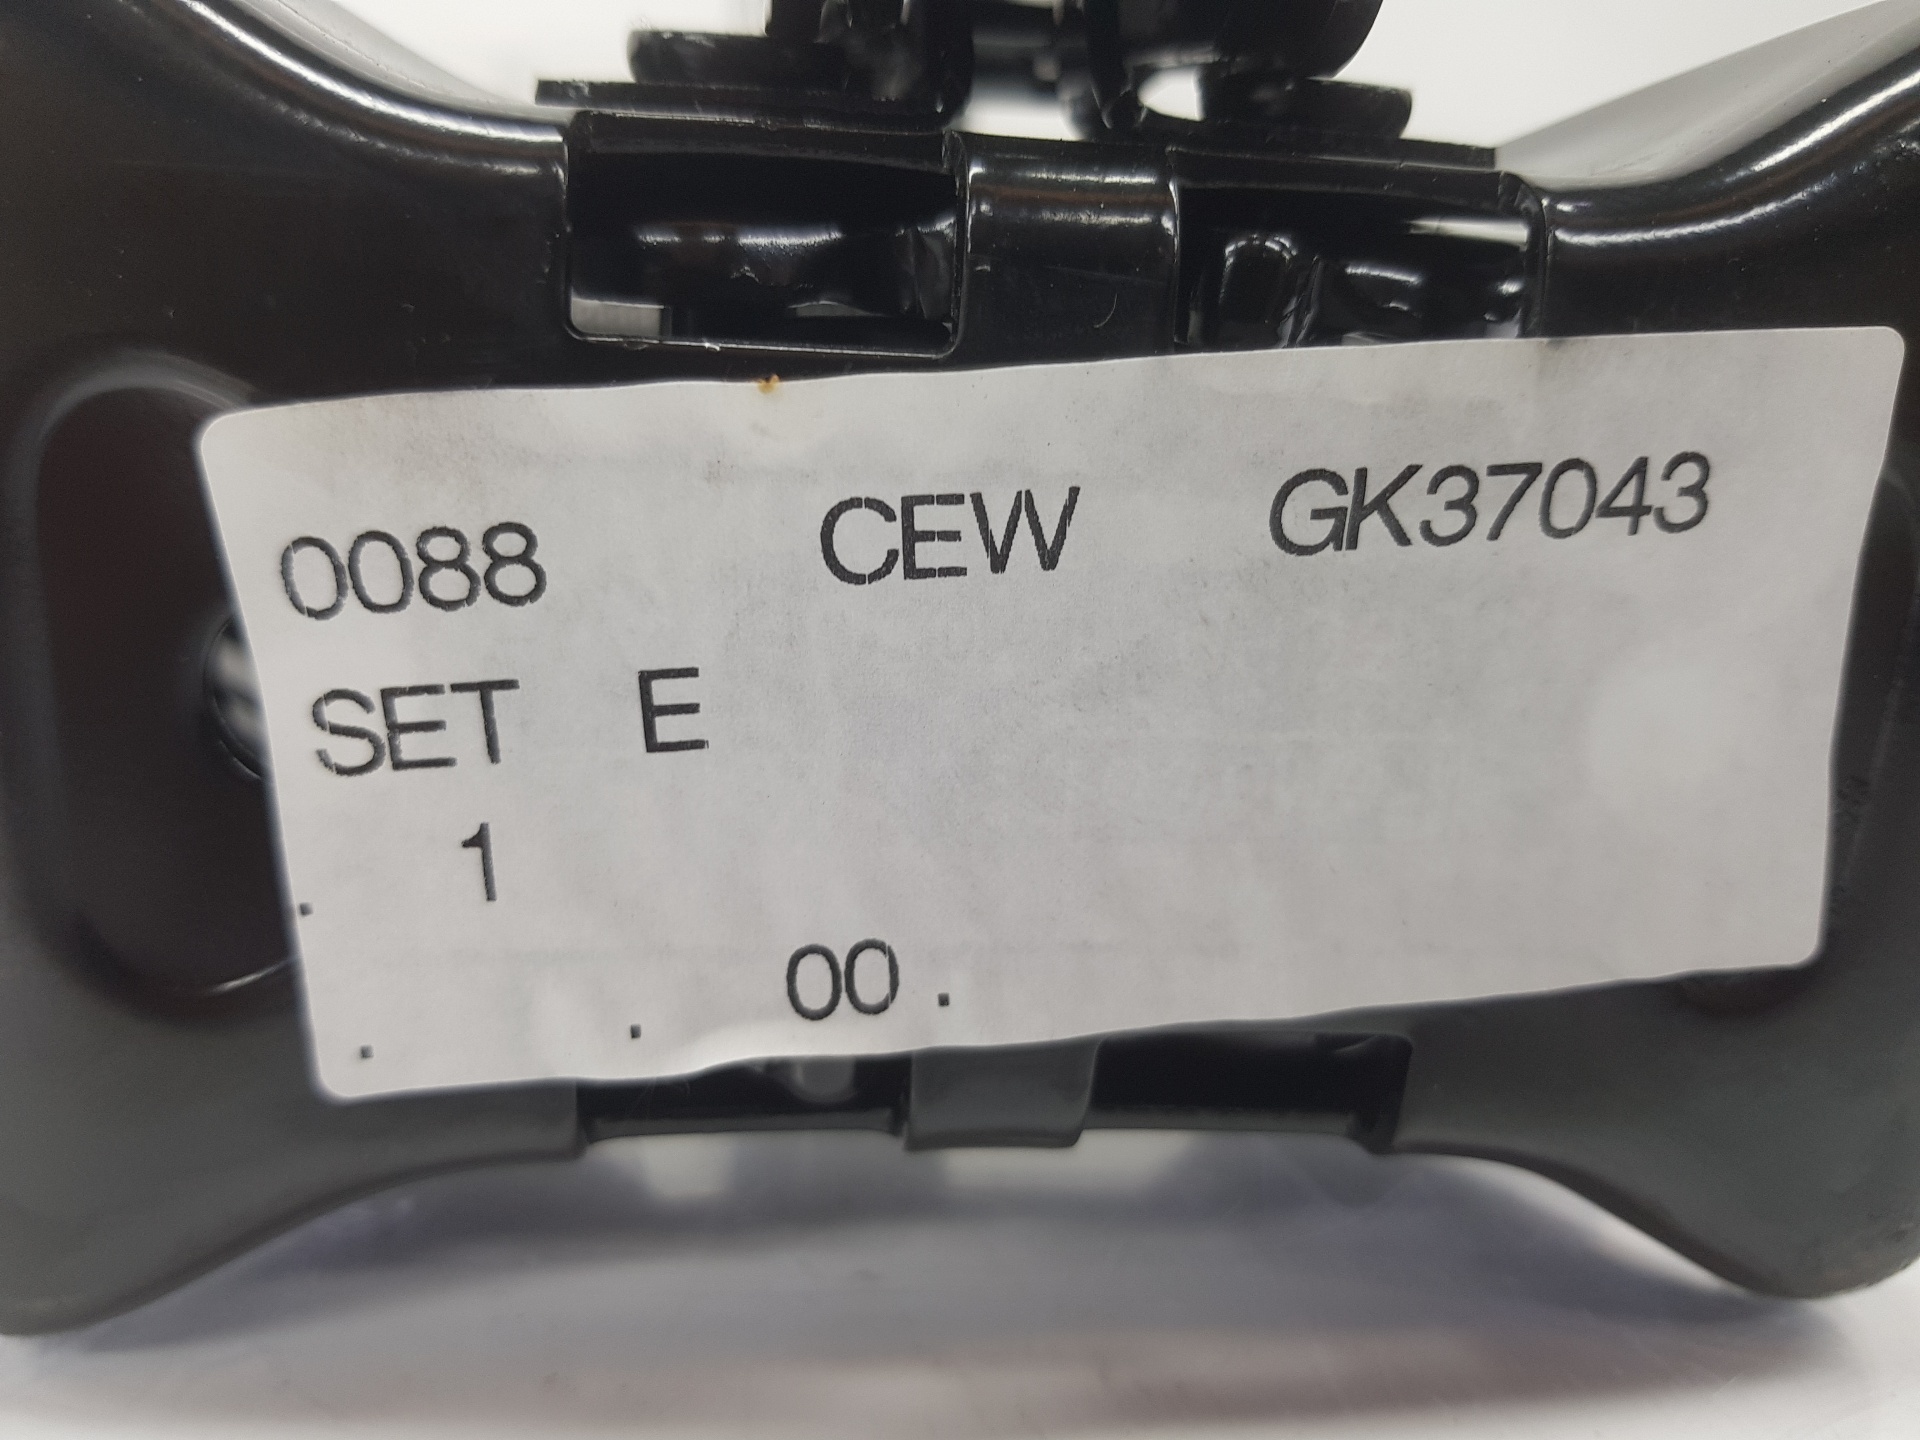 0088 CEW GK37043
SET E
. 1
. . 00 .